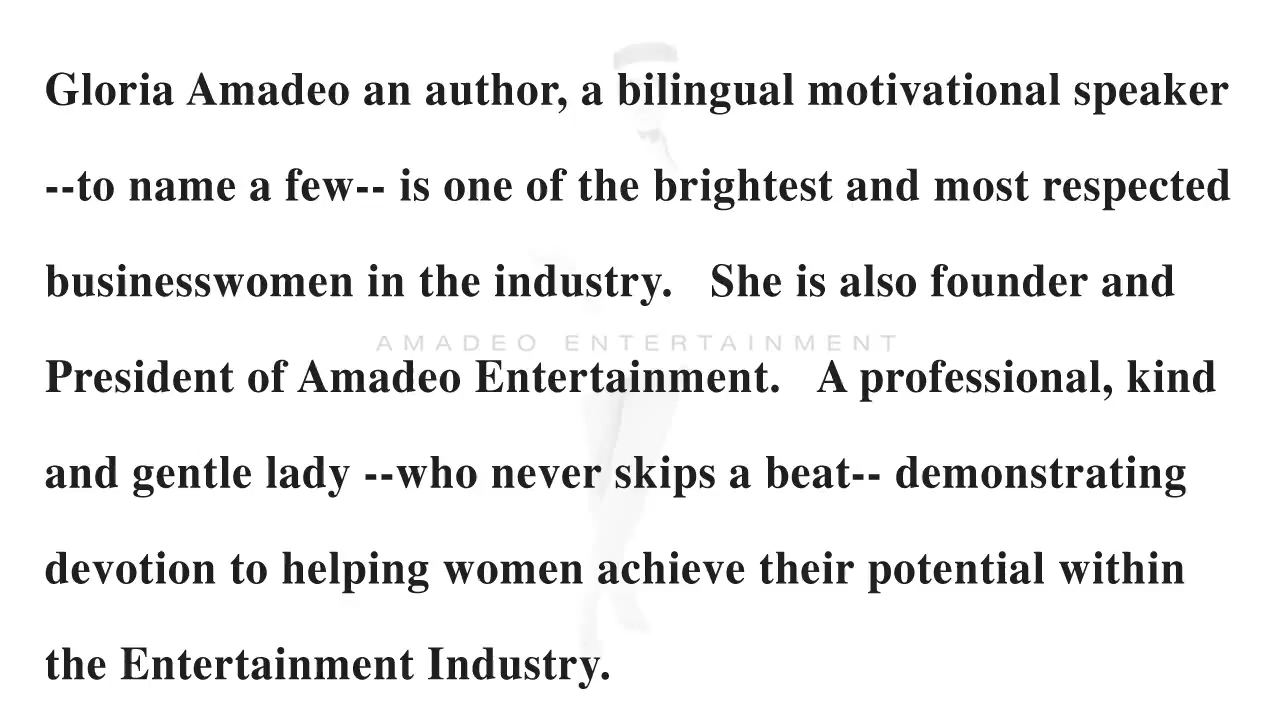 Gloria Amadeo an author, a bilingual motivational speaker
--to name a few-- is one of the brightest and most respected
businesswomen in the industry.   She is also founder and
AMADEO ENTERTAINMENT
President of Amadeo Entertainment.   A professional, kind
and gentle lady --who never skips a beat-- demonstrating
devotion to helping women achieve their potential within
the Entertainment Industry.